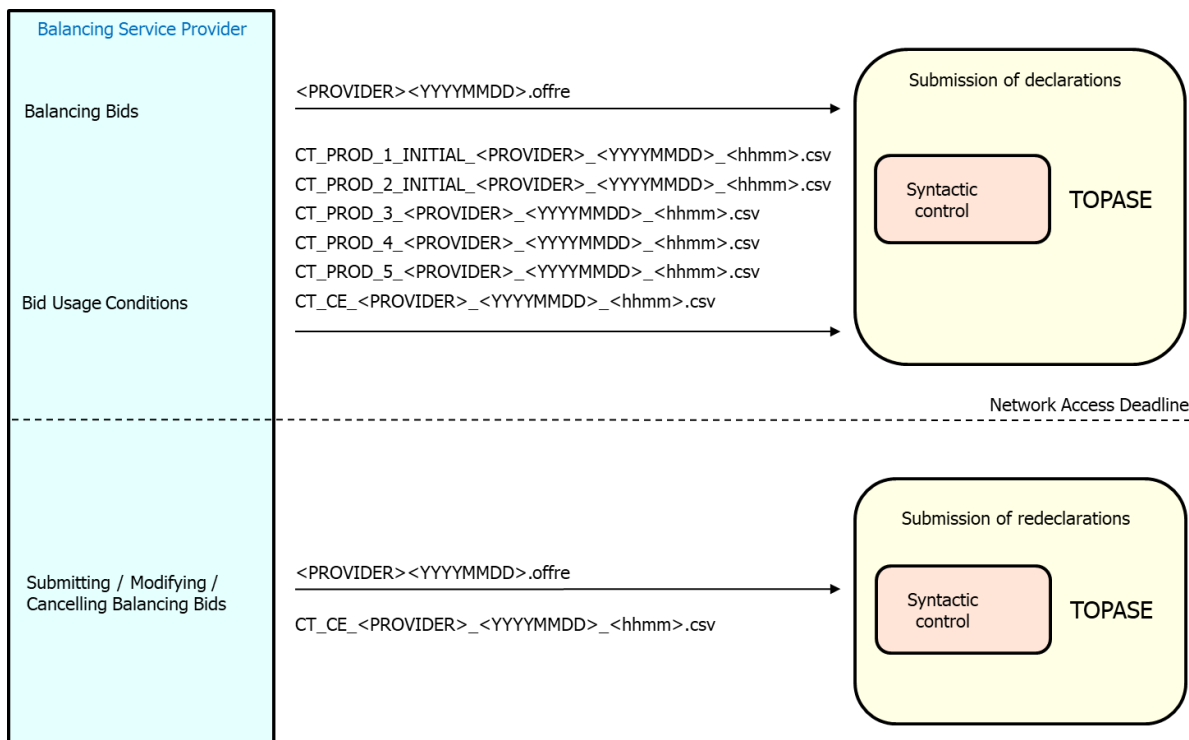 Balancing Service Provider
Balancing Bids
<PROVIDER><YYYYMMDD>.offre
Submission of declarations
CT_PROD_1_INITIAL_<PROVIDER>_<YYYYMMDD>_<hhmm>.csv
CT_PROD_2_INITIAL_<PROVIDER>_<YYYYMMDD>_<hhmm>.csv
CT_PROD_3_<PROVIDER>_<YYYYMMDD>_<hhmm>.csv
CT_PROD_4_<PROVIDER>_<YYYYMMDD>_<hhmm>.csv
CT_PROD_5_<PROVIDER>_<YYYYMMDD>_<hhmm>.csv
Bid Usage Conditions
CT_CE_<PROVIDER>_<YYYYMMDD>_<hhmm>.csv
Syntactic
control
TOPASE
Network Access Deadline
Submitting / Modifying /
Cancelling Balancing Bids
<PROVIDER><YYYYMMDD>.offre
CT_CE_<PROVIDER>_<YYYYMMDD>_<hhmm>.csv
Submission of redeclarations
Syntactic
control
TOPASE